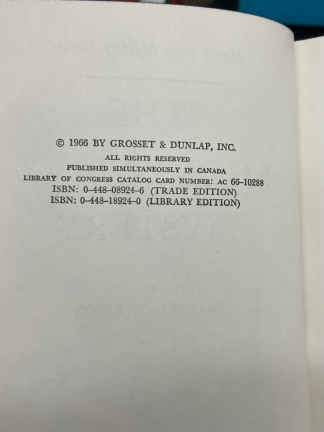 © 1966 BY GROSSET & DUNLAP, INC.
ALL RIGHTS RESERVED
PUBLISHED SIMULTANEOUSLY IN CANADA
LIBRARY OF CONGRESS CATALOG CARD NUMBER: AC 66-10288
ISBN: 0-448-08924-6 (TRADE EDITION)
ISBN: 0-448-18924-0 (LIBRARY EDITION)